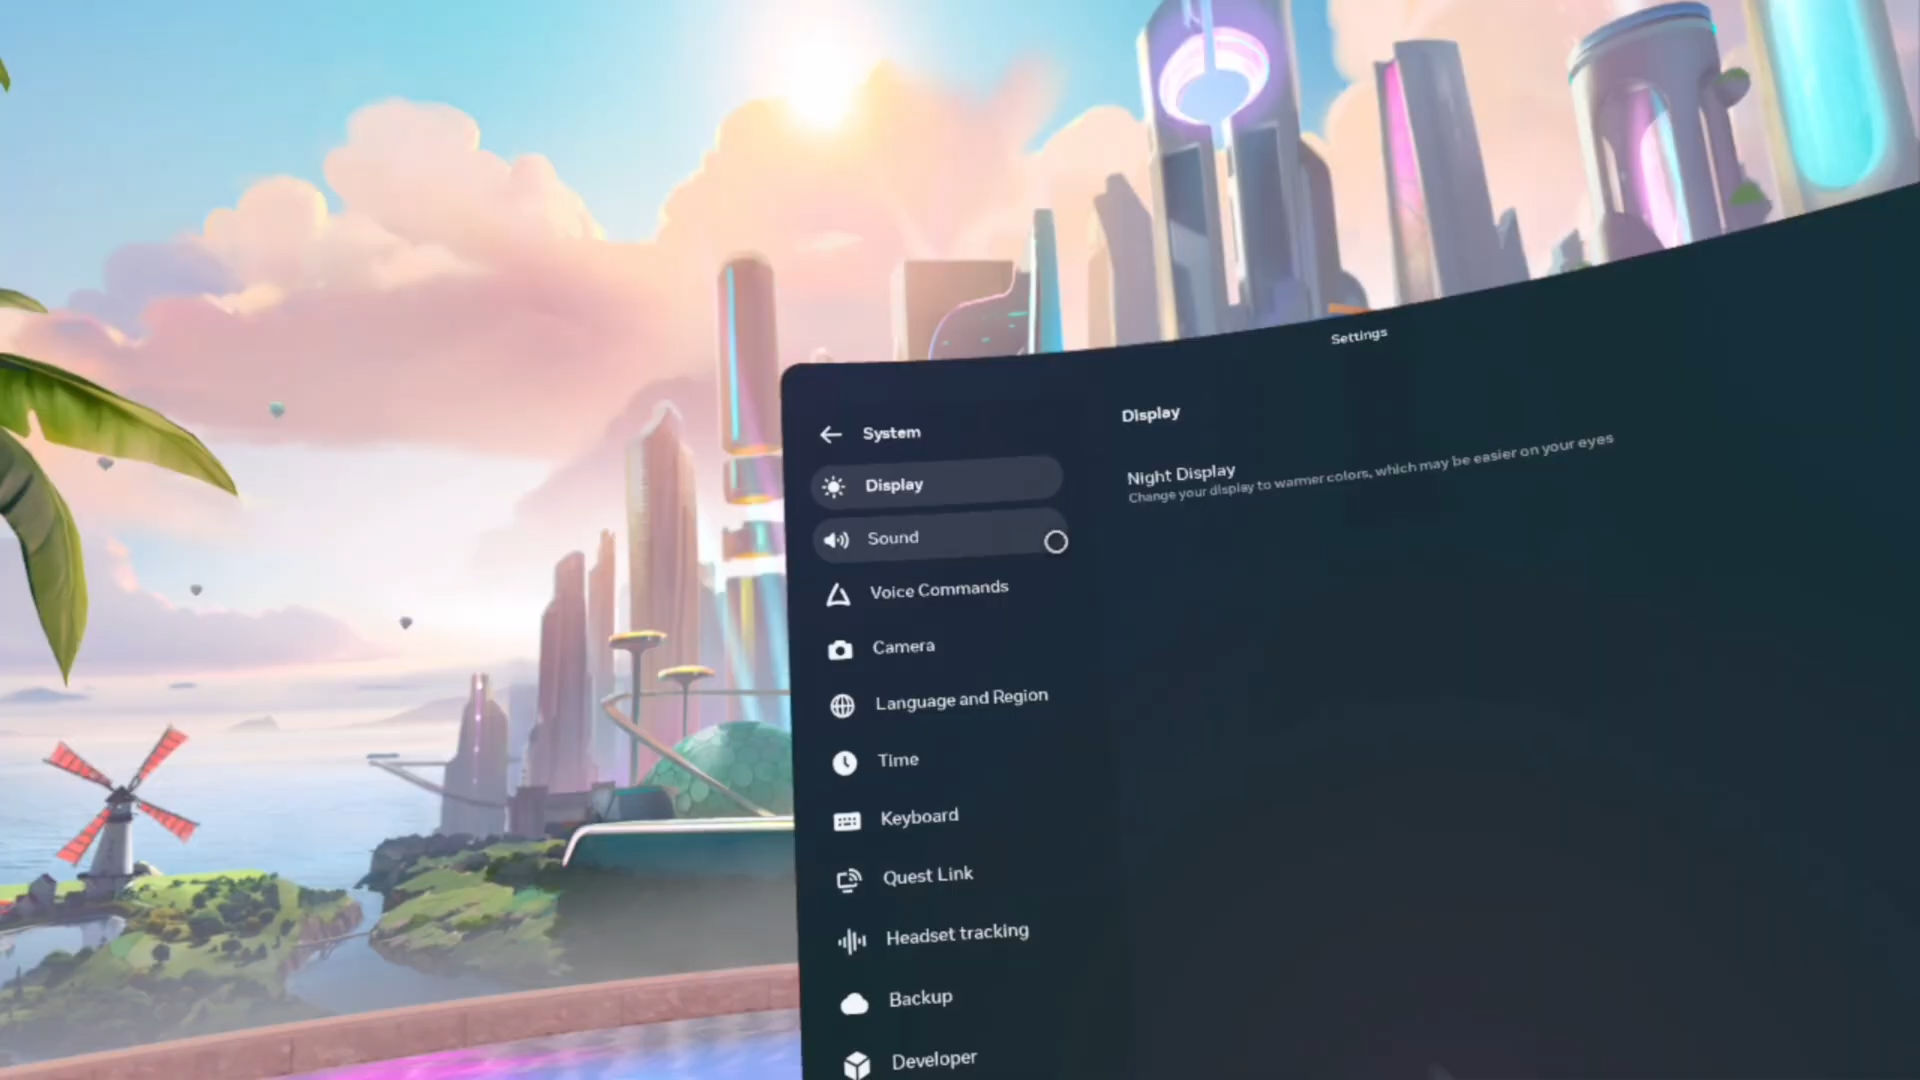 Settings
System
Display
Sound
Voice Commands
Camera
Language and Region
Time
Keyboard
Quest Link
Headset tracking
Backup
Developer
Display
Night Display
Change your display to warmer colors, which may be easier on your eyes